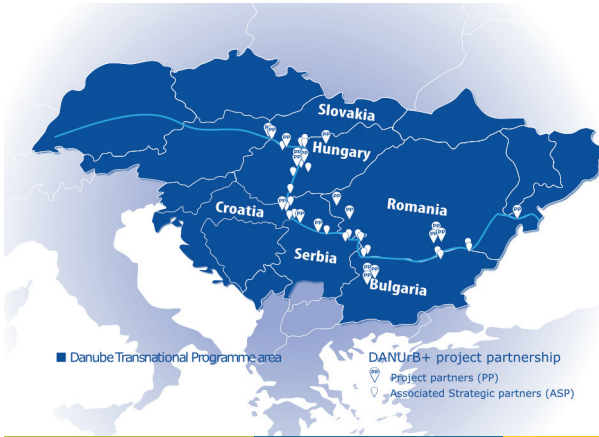 Slovakia
Hungary
Croatia
Romania
Serbia
Bulgaria
Danube Transnational Programme area
DANUrB+ project partnership
PP Project partners (PP)
Associated Strategic partners (ASP)